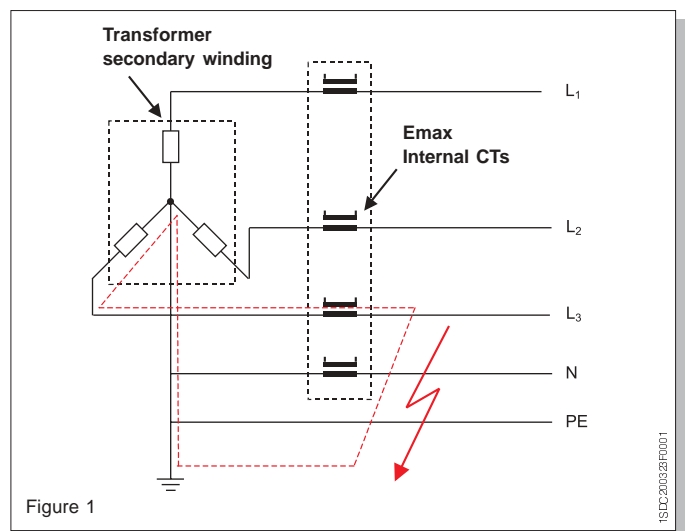 Transformer
secondary winding
L₁
Emax
Internal CTs
L₂
L₃
N
PE
Figure 1
1SDC200323F0001